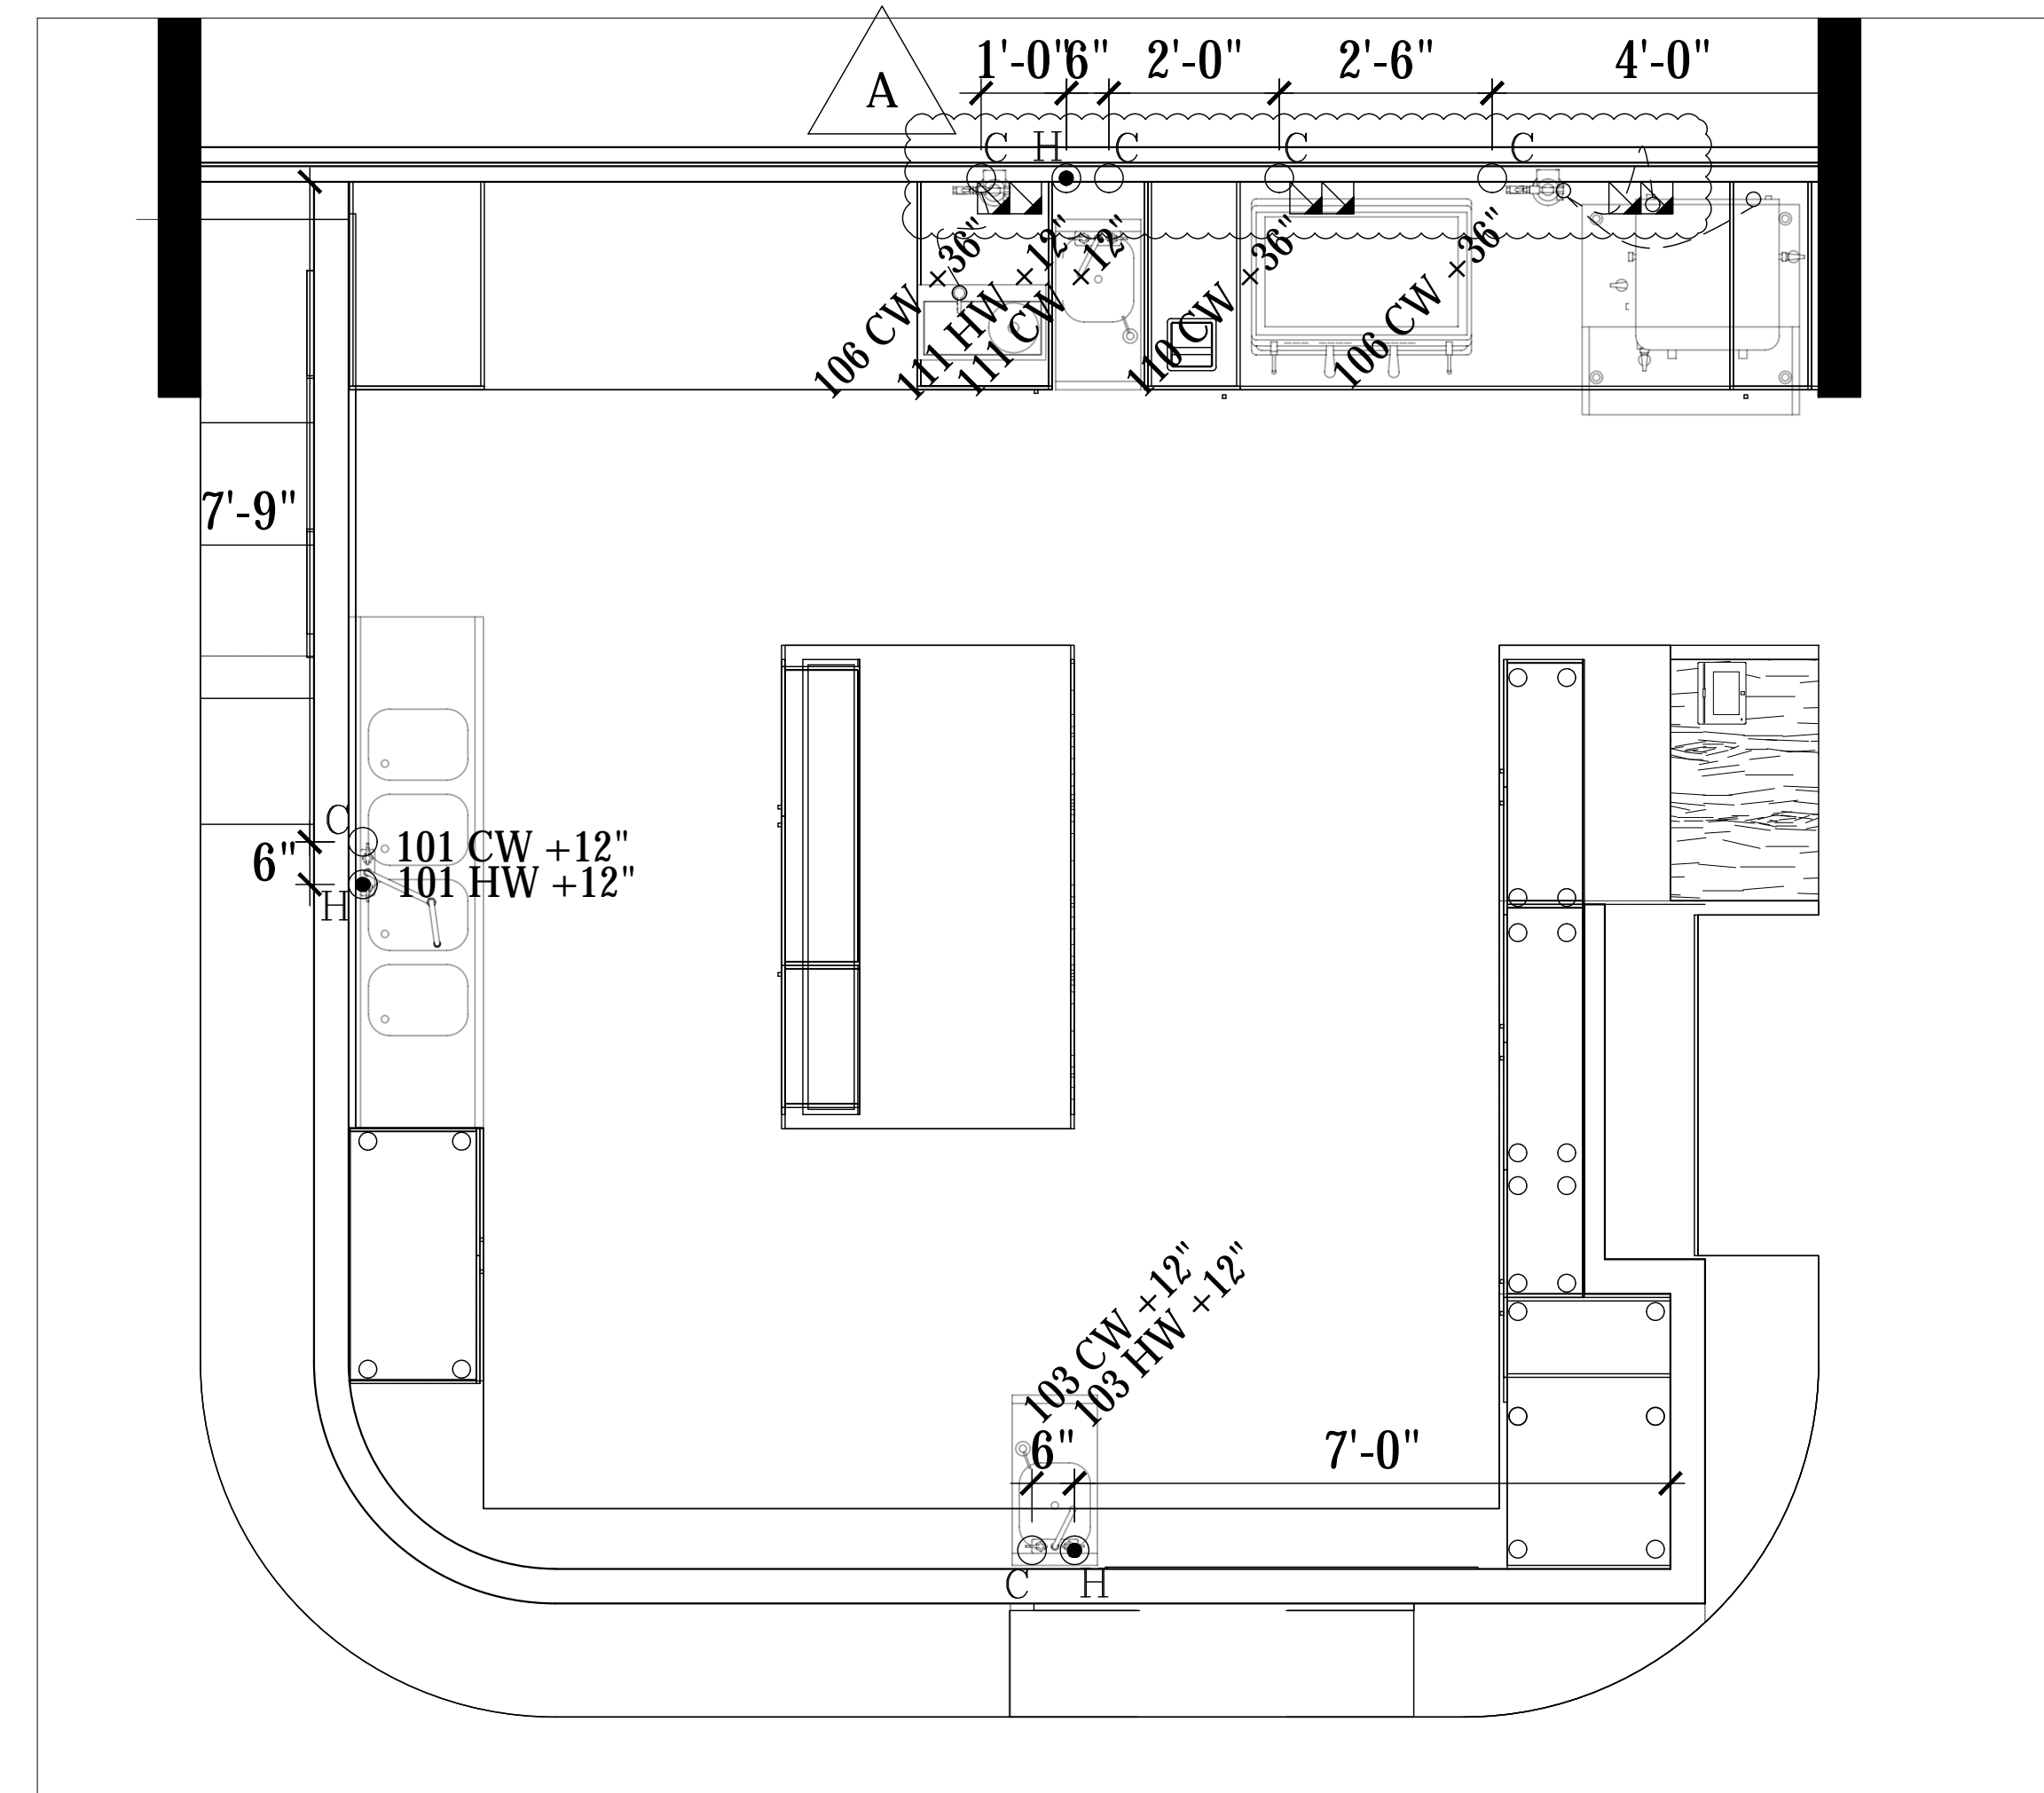 1'-0"
6"
2'-0"
2'-6"
4'-0"
A
C
H
C
C
C
106 CW +36"
111 HW +12"
111 CW +12"
110 CW +36"
106 CW +36"
7'-9"
C
101 CW +12"
6"
101 HW +12"
H
103 CW +12"
103 HW +12"
6"
7'-0"
C
H